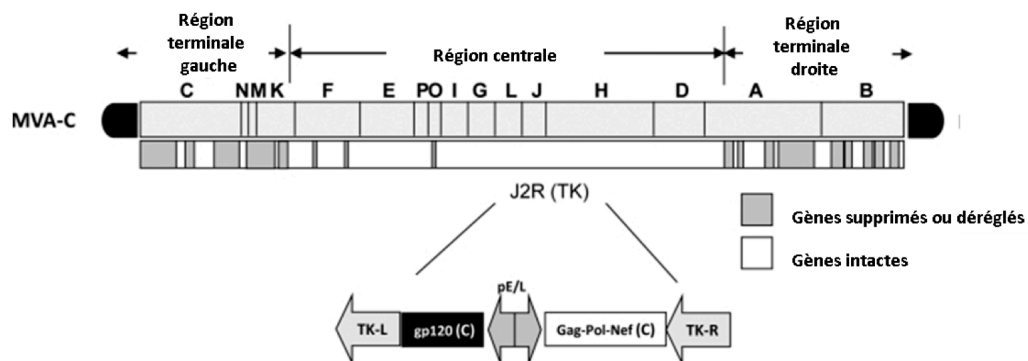 Région
terminale
gauche
Région centrale
Région
terminale
droite
C N M K F E P O I G L J H D A B
MVA-C
J2R (TK)
Gènes supprimés ou déréglés
Gènes intactes
pE/L
TK-L gp120 (C) Gag-Pol-Nef (C) TK-R